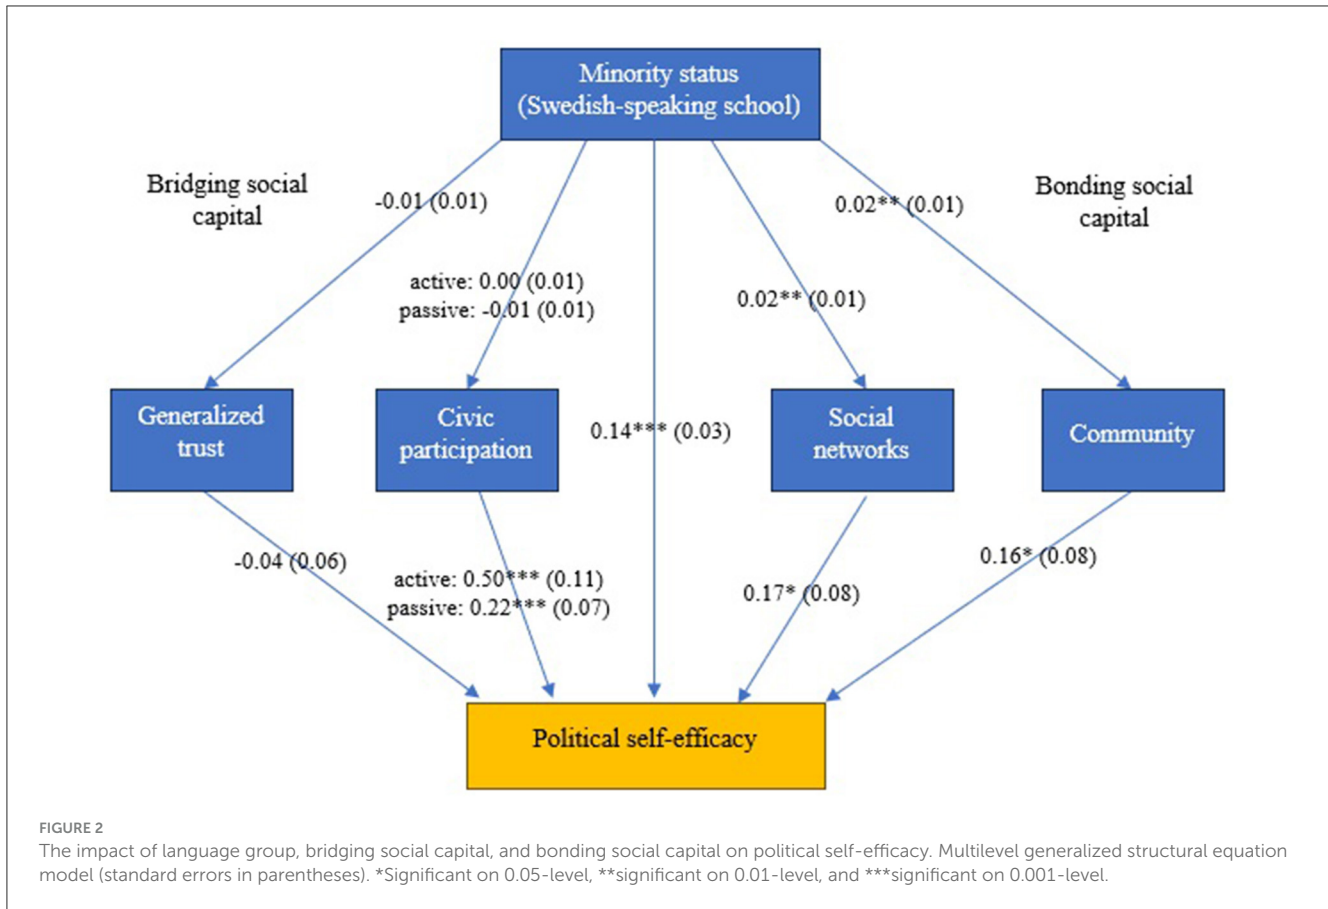 Minority status
(Swedish-speaking school)
Bridging social
capital
Bonding social
capital
-0.01 (0.01)
0.02** (0.01)
active: 0.00 (0.01)
passive: -0.01 (0.01)
0.02** (0.01)
Generalized
trust
Civic
participation
0.14*** (0.03)
Social
networks
Community
-0.04 (0.06)
active: 0.50*** (0.11)
passive: 0.22*** (0.07)
0.17* (0.08)
0.16* (0.08)
Political self-efficacy
FIGURE 2
The impact of language group, bridging social capital, and bonding social capital on political self-efficacy. Multilevel generalized structural equation
model (standard errors in parentheses). *Significant on 0.05-level, **significant on 0.01-level, and ***significant on 0.001-level.